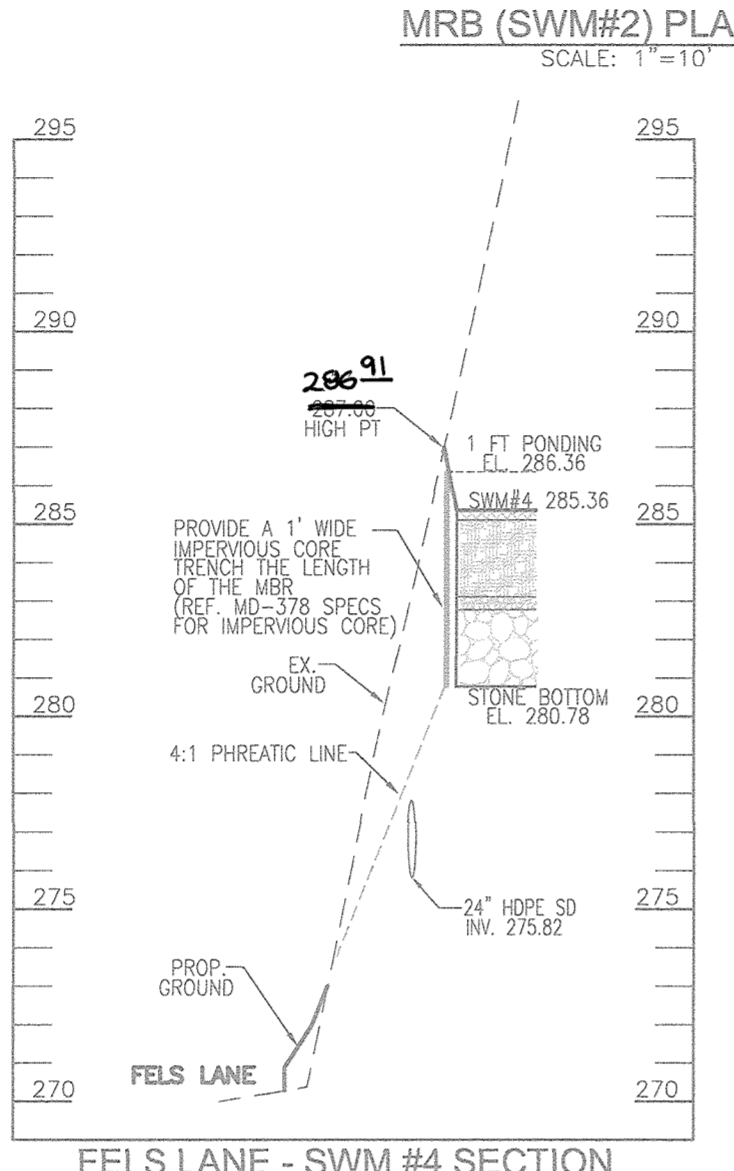 MRB (SWM#2) PLA
SCALE: 1"=10'
295
295
290
290
286.91
287.00
HIGH PT
1 FT PONDING
EL. 286.36
285
SWM#4 285.36
285
PROVIDE A 1' WIDE
IMPERVIOUS CORE
TRENCH THE LENGTH
OF THE MBR
(REF. MD-378 SPECS
FOR IMPERVIOUS CORE)
EX.
GROUND
280
STONE BOTTOM
EL. 280.78
280
4:1 PHREATIC LINE
275
24" HDPE SD
INV. 275.82
275
PROP.
GROUND
FELS LANE
270
270
FELS LANE - SWM #4 SECTION